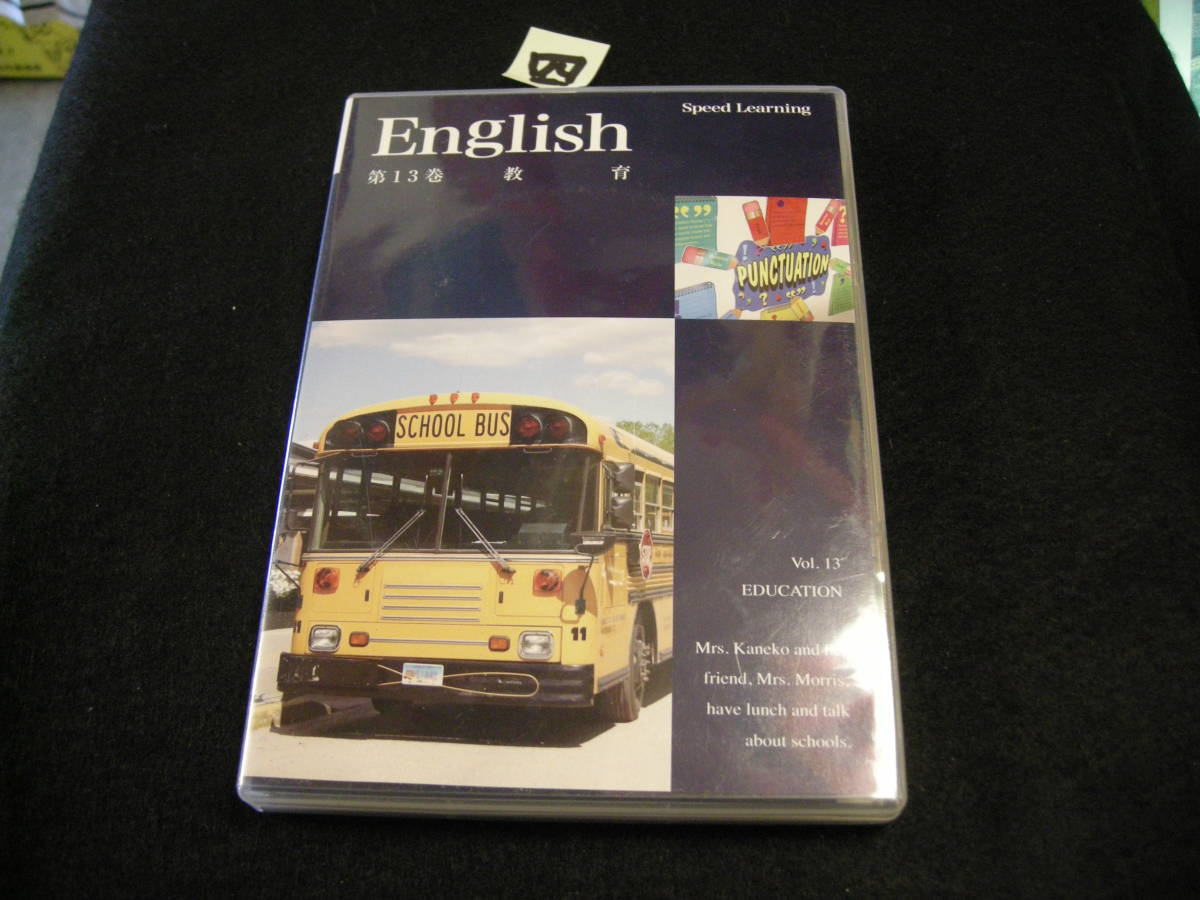 四
Speed Learning
English
第13巻 教 育
PUNCTUATION
SCHOOL BUS
11
Vol. 13
EDUCATION
Mrs. Kaneko and
friend, Mrs. Morris,
have lunch and talk
about schools.